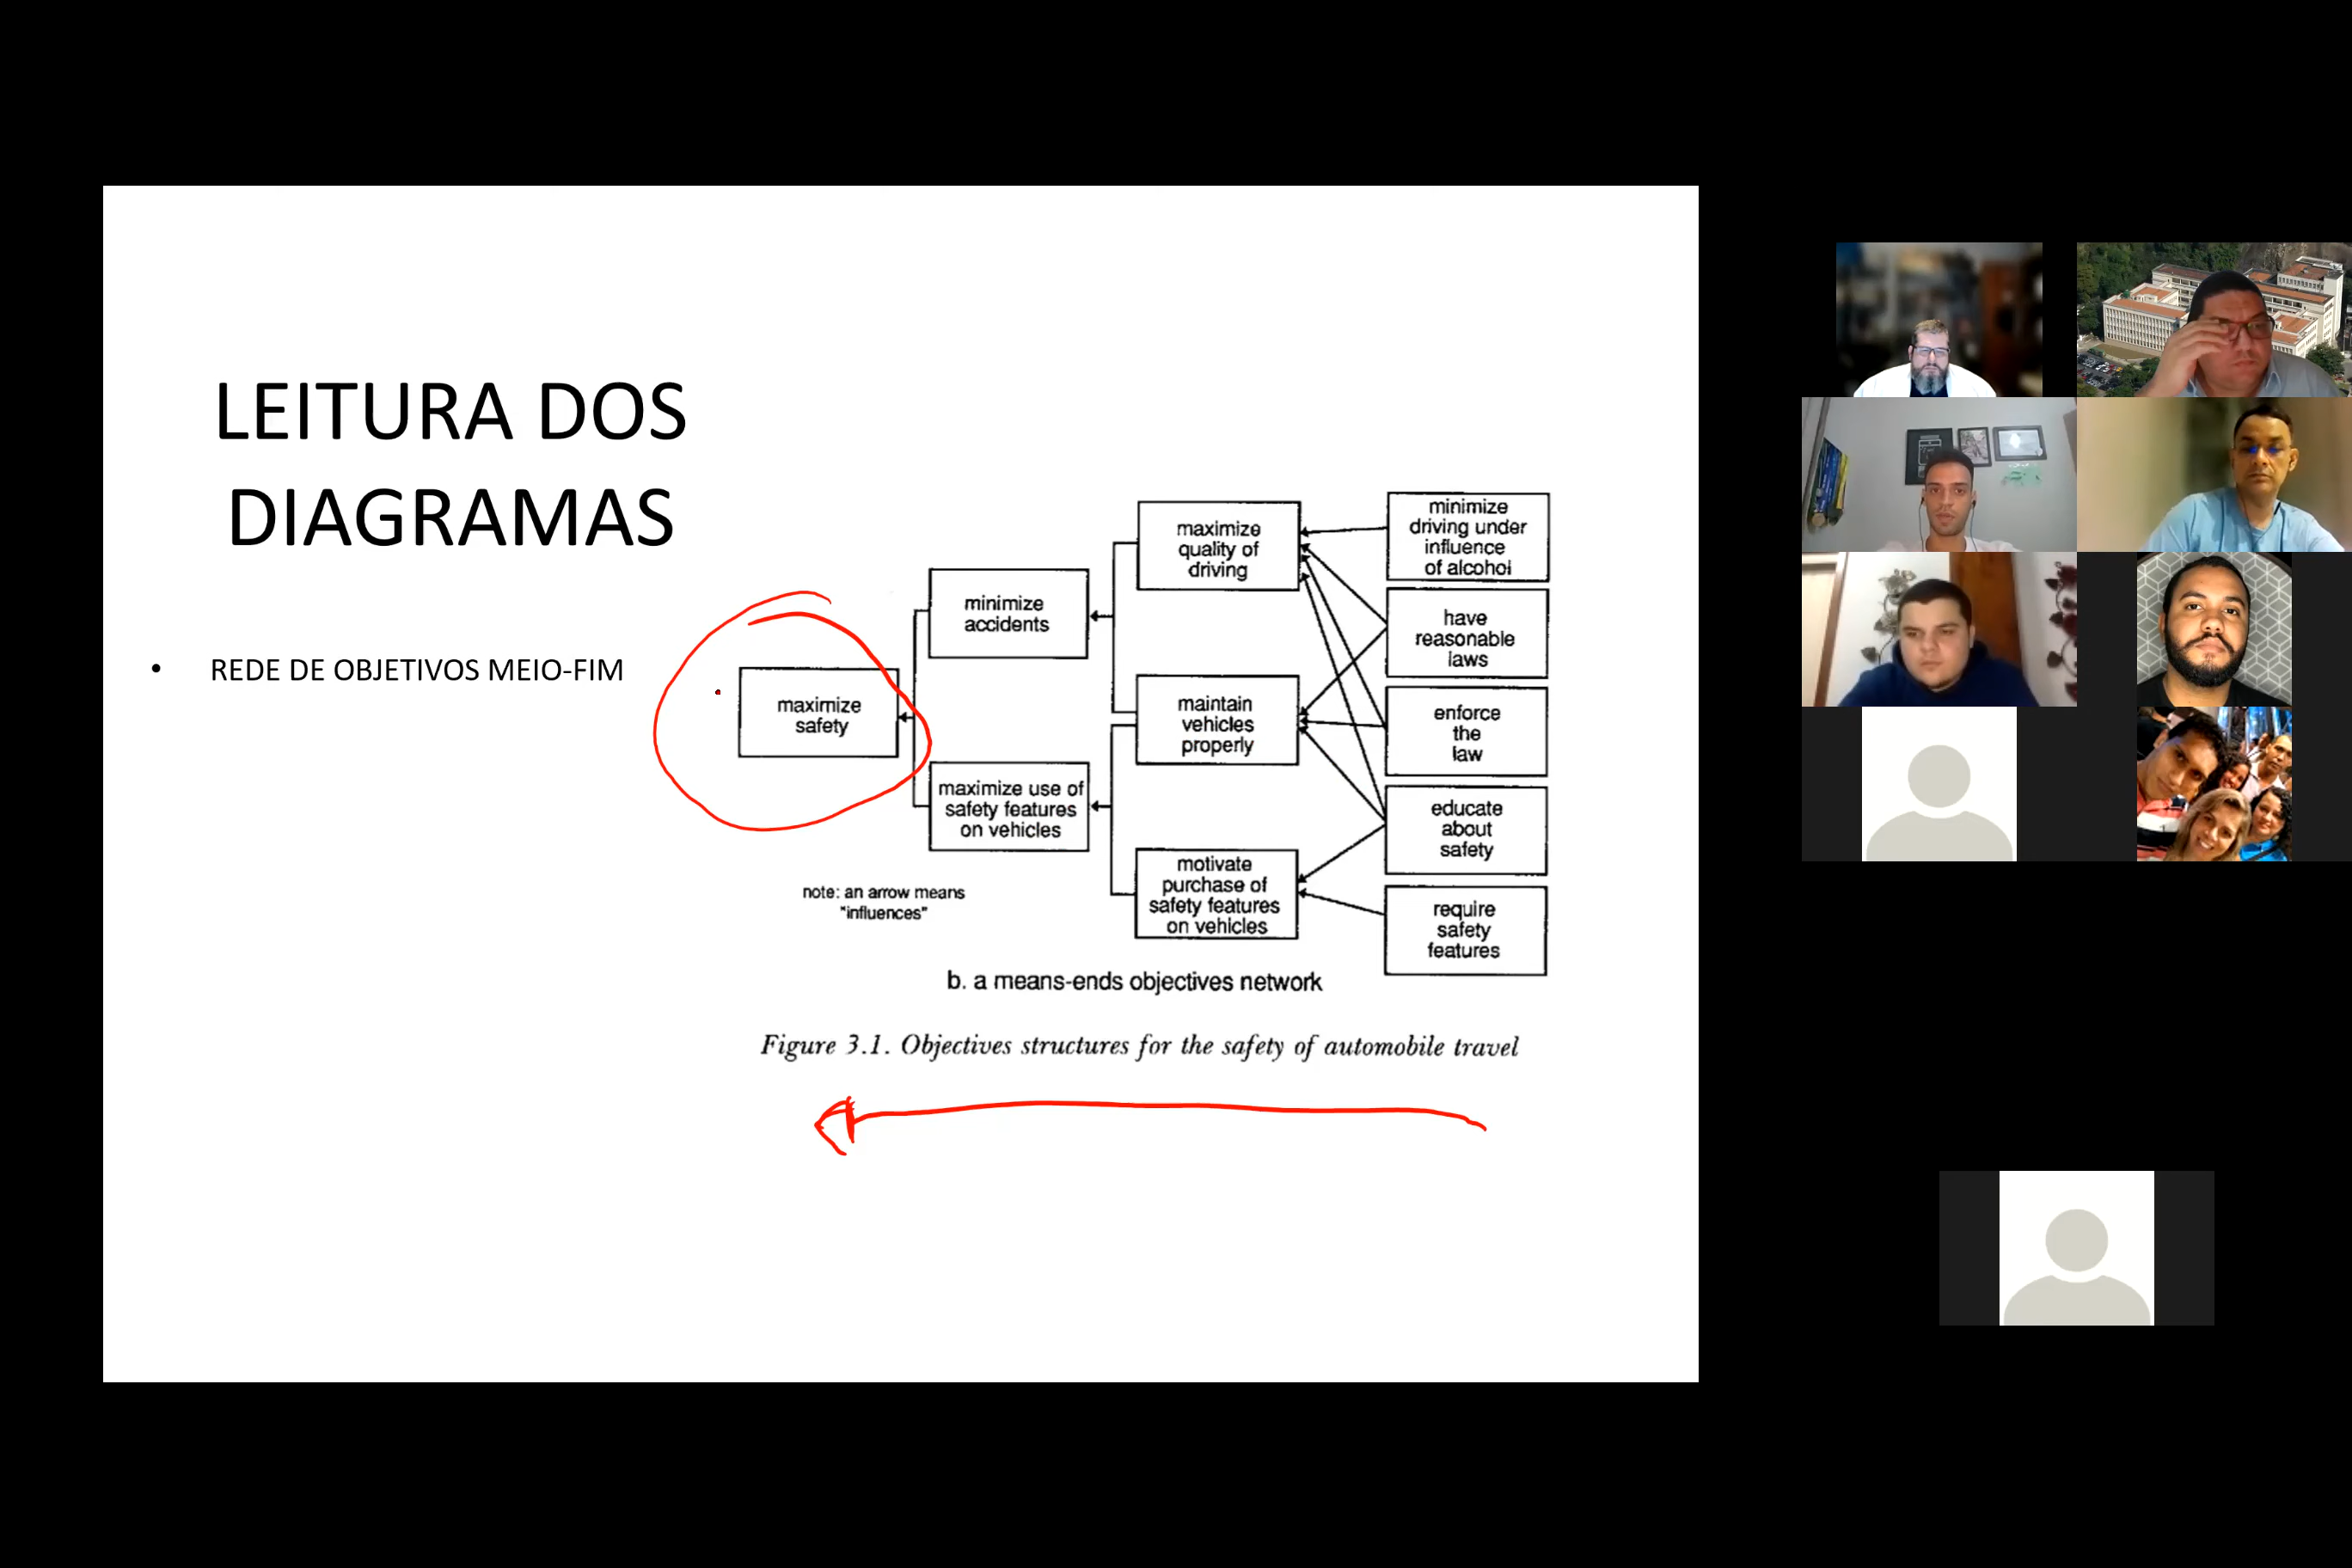 LEITURA DOS
DIAGRAMAS
• REDE DE OBJETIVOS MEIO-FIM
maximize
safety
minimize
accidents
maximize use of
safety features
on vehicles
maximize
quality of
driving
maintain
vehicles
properly
motivate
purchase of
safety features
on vehicles
minimize
driving under
influence
of alcohol
have
reasonable
laws
enforce
the
law
educate
about
safety
require
safety
features
note: an arrow means
"influences"
b. a means-ends objectives network
Figure 3.1. Objectives structures for the safety of automobile travel